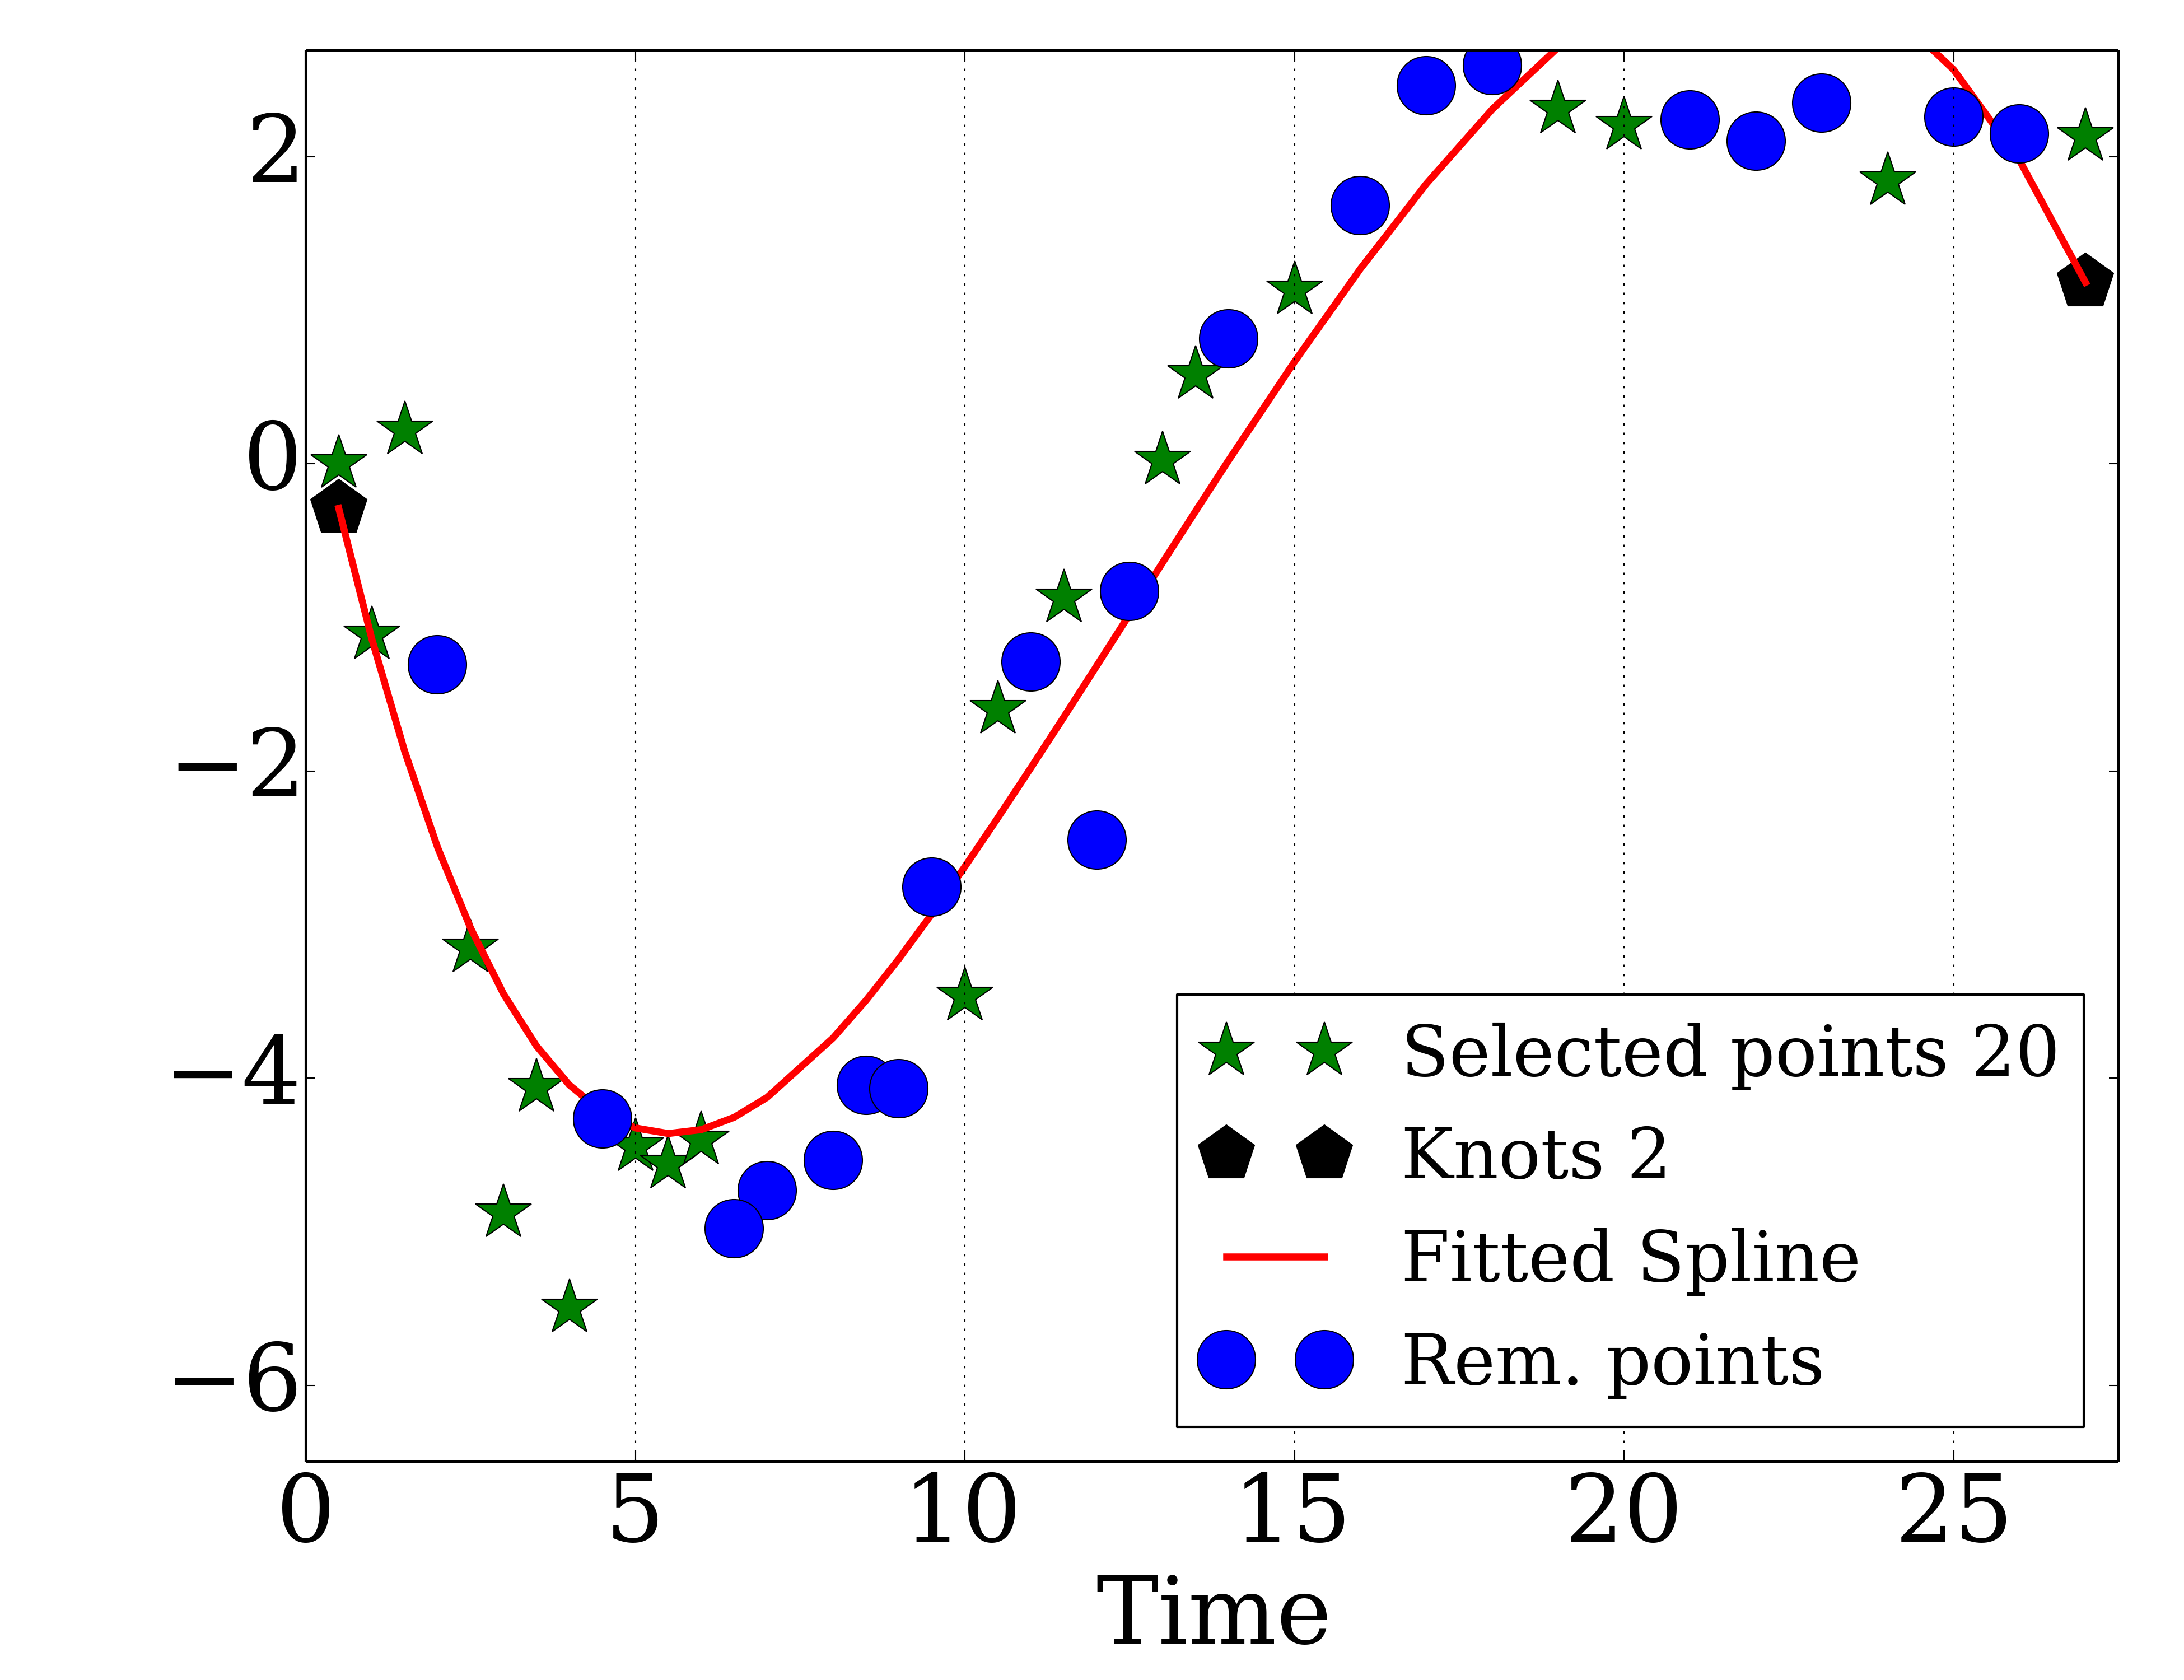 2
0
−2
−4
−6
Selected points 20
Knots 2
Fitted Spline
Rem. points
0 5 10 15 20 25
Time